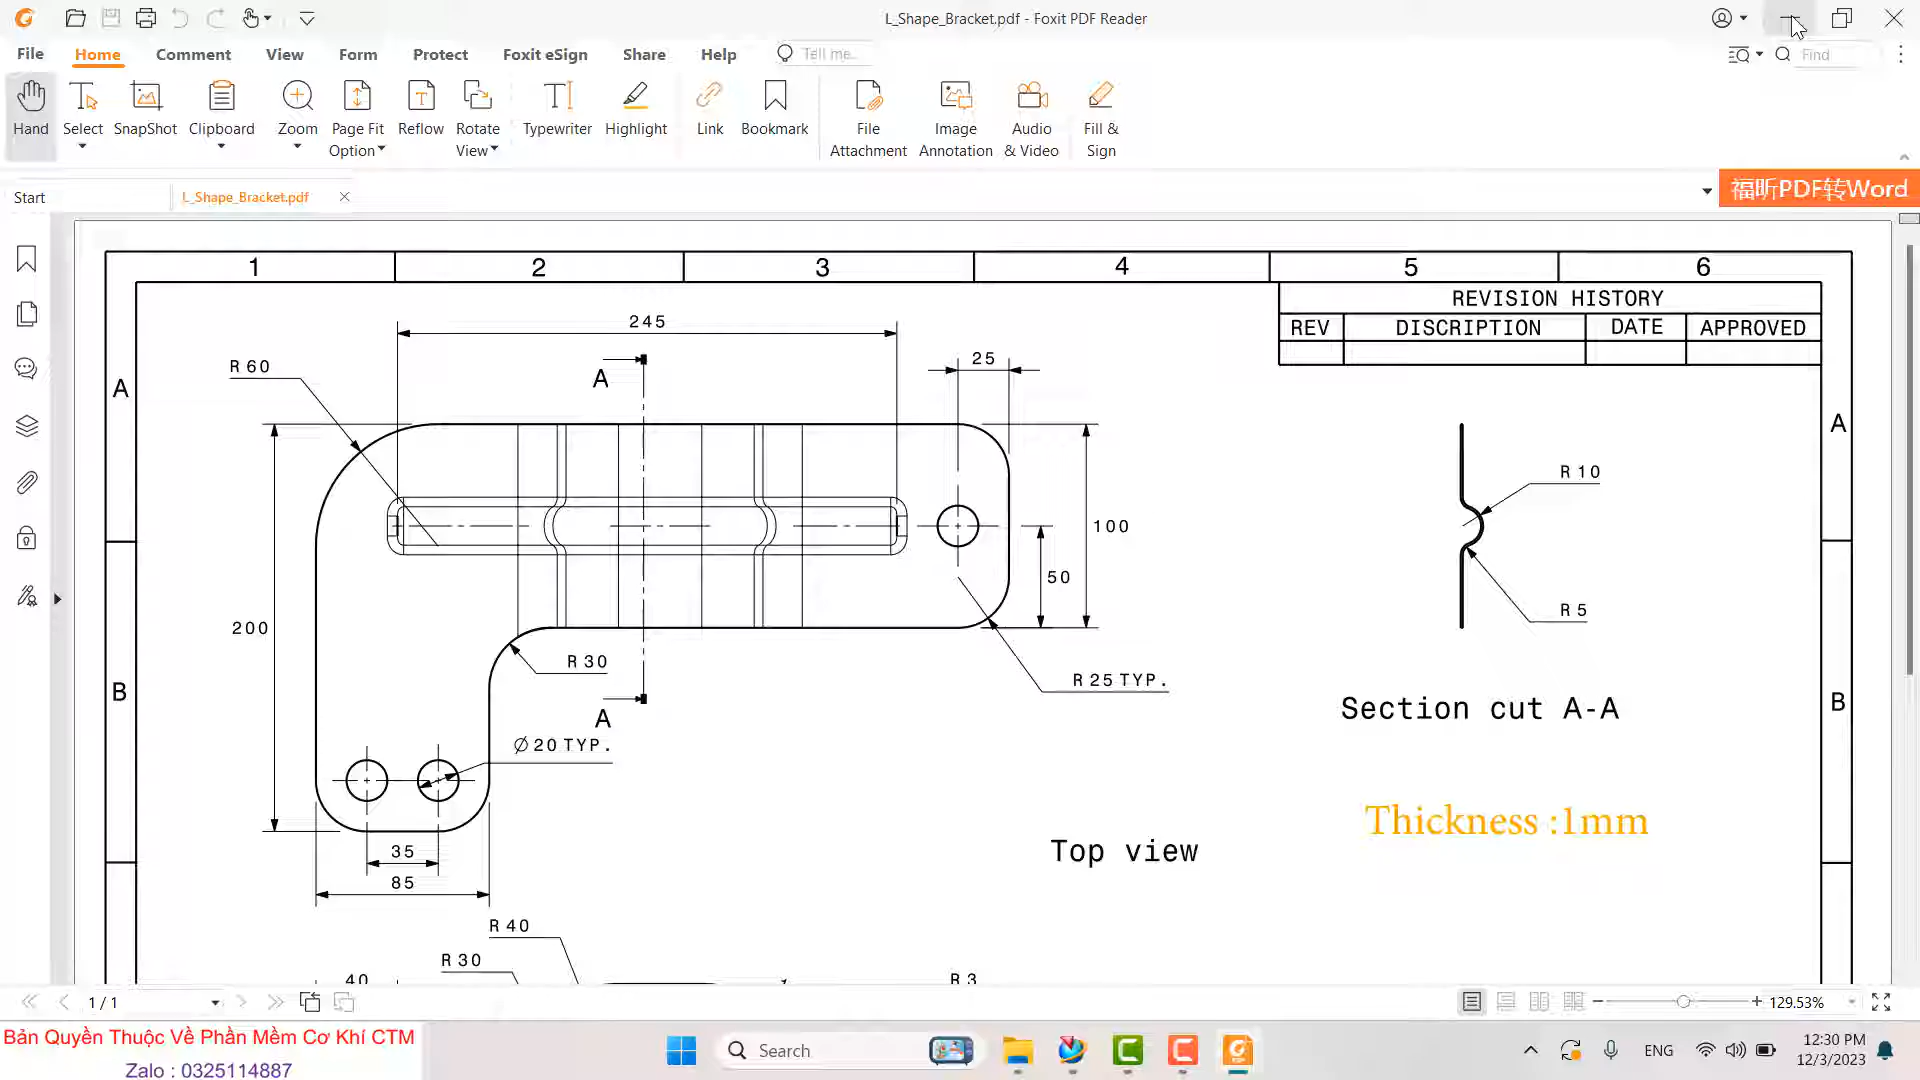 L_Shape_Bracket.pdf - Foxit PDF Reader
File Home Comment View Form Protect Foxit eSign Share Help Tell me... Find
Hand Select SnapShot Clipboard Zoom Page Fit Option Reflow Rotate View Typewriter Highlight Link Bookmark File Attachment Image Annotation Audio & Video Fill & Sign
Start L_Shape_Bracket.pdf 福昕PDF转Word
1 2 3 4 5 6
REVISION HISTORY
REV DISCRIPTION DATE APPROVED
245
25
R 60
A
A A
R 10
100
50
R 5
200
R 30
R 25 TYP.
A
B B
Section cut A-A
Ø 20 TYP.
Thickness :1mm
35
Top view
85
R 40
R 30
40 R 3
1 / 1 129.53%
Bản Quyền Thuộc Về Phần Mềm Cơ Khí CTM
Zalo : 0325114887
Search
ENG
12:30 PM
12/3/2023